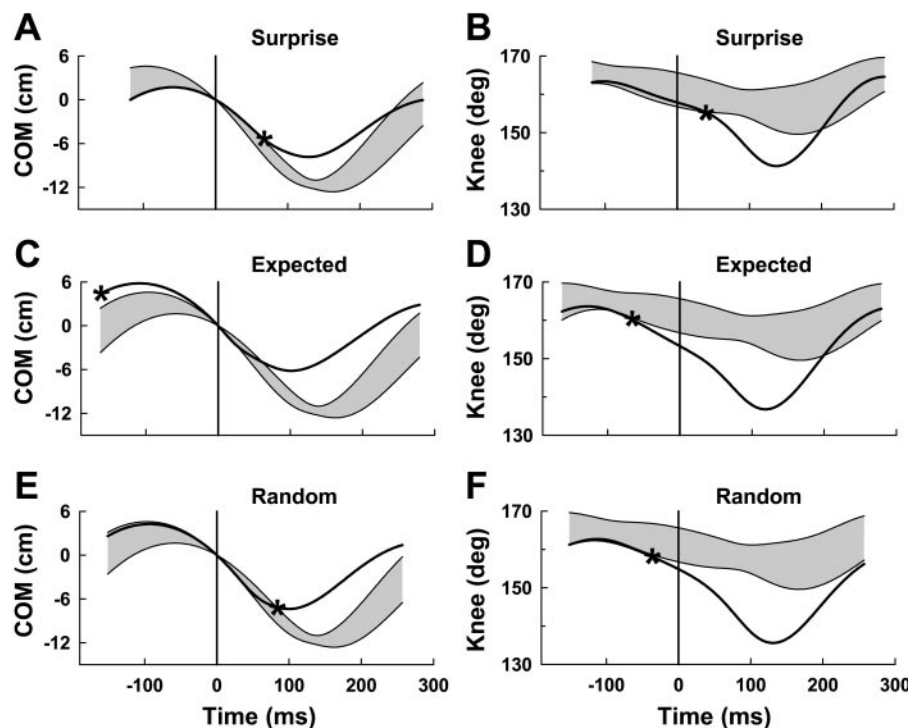 A
Surprise
COM (cm)
6
0
-6
-12
B
Surprise
Knee (deg)
170
150
130
C
Expected
COM (cm)
6
0
-6
-12
D
Expected
Knee (deg)
170
150
130
E
Random
COM (cm)
6
0
-6
-12
-100 0 100 200 300
Time (ms)
F
Random
Knee (deg)
170
150
130
-100 0 100 200 300
Time (ms)